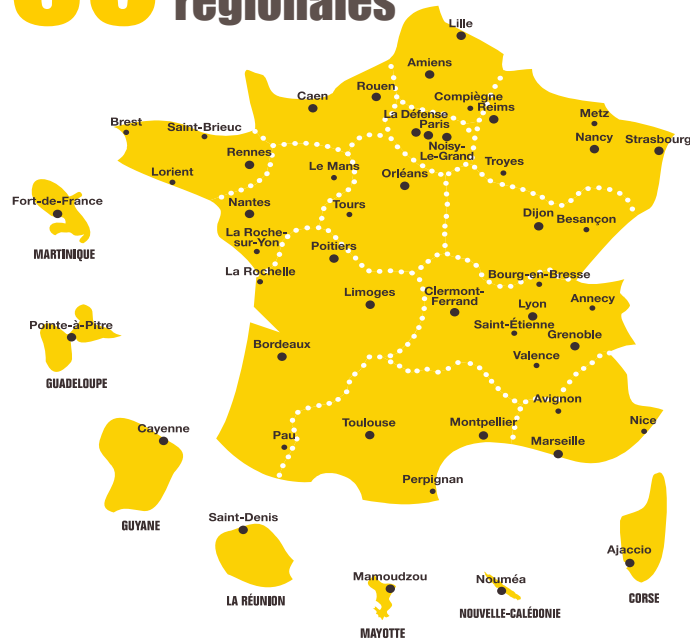 régionales
Lille
Amiens
Rouen
Compiègne
Caen
Reims
La Défense
Paris
Noisy-
Le-Grand
Metz
Nancy
Strasbourg
Brest
Saint-Brieuc
Rennes
Lorient
Le Mans
Orléans
Troyes
Fort-de-France
MARTINIQUE
Nantes
Tours
Dijon
Besançon
La Roche-
sur-Yon
Poitiers
La Rochelle
Bourg-en-Bresse
Limoges
Clermont-
Ferrand
Lyon
Annecy
Saint-Étienne
Grenoble
Pointe-à-Pitre
GUADELOUPE
Bordeaux
Valence
Avignon
Cayenne
GUYANE
Pau
Toulouse
Montpellier
Nice
Marseille
Perpignan
Saint-Denis
LA RÉUNION
Mamoudzou
MAYOTTE
Nouméa
NOUVELLE-CALÉDONIE
Ajaccio
CORSE